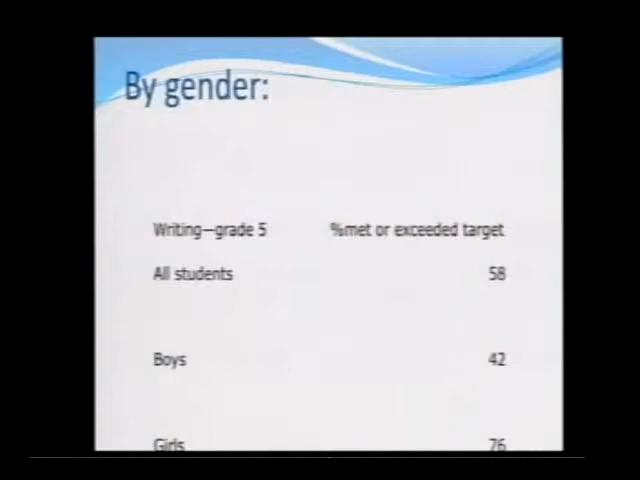 By gender:
Writing—grade 5 %met or exceeded target
All students 58
Boys 42
Girls 76